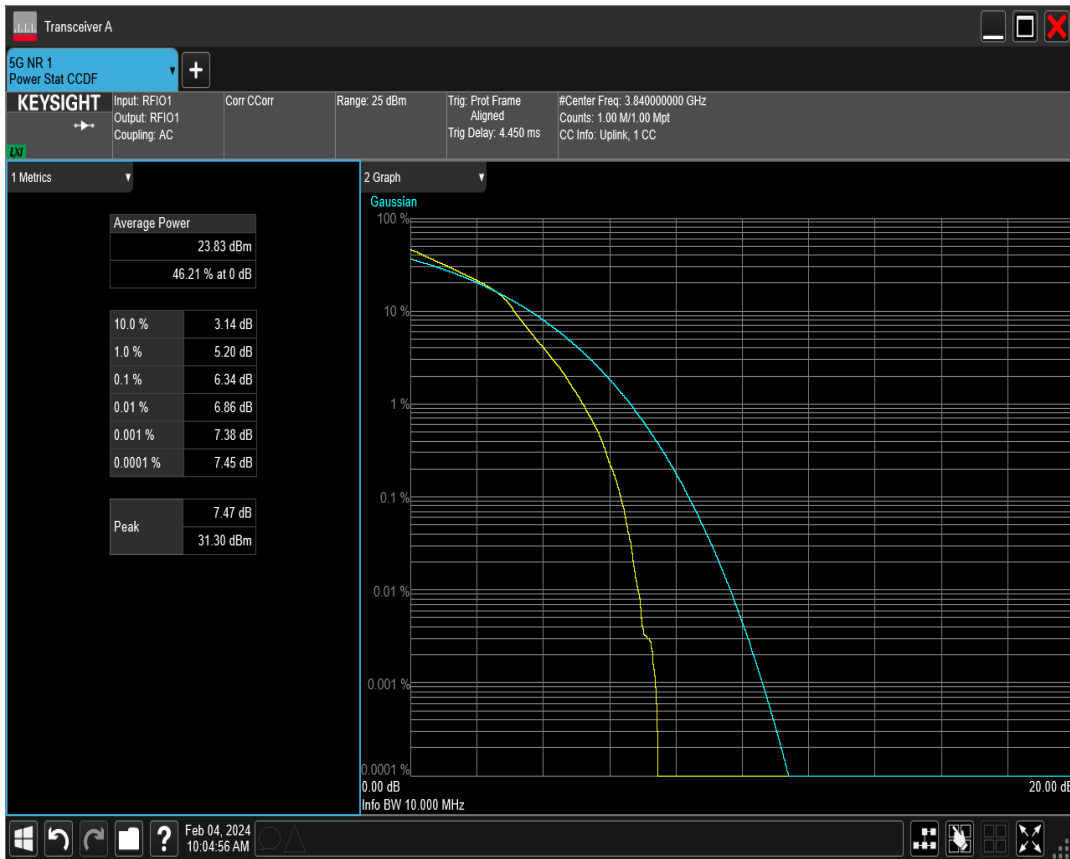 Transceiver A
5G NR 1
Power Stat CCDF
+
KEYSIGHT
LXI
Input: RFIO1
Output: RFIO1
Coupling: AC
Corr CCorr
Range: 25 dBm
Trig: Prot Frame
Aligned
Trig Delay: 4.450 ms
#Center Freq: 3.840000000 GHz
Counts: 1.00 M/1.00 Mpt
CC Info: Uplink, 1 CC
1 Metrics
Average Power
23.83 dBm
46.21 % at 0 dB
10.0 % 3.14 dB
1.0 % 5.20 dB
0.1 % 6.34 dB
0.01 % 6.86 dB
0.001 % 7.38 dB
0.0001 % 7.45 dB
Peak
7.47 dB
31.30 dBm
2 Graph
Gaussian
100 %
10 %
1 %
0.1 %
0.01 %
0.001 %
0.0001 %
0.00 dB
20.00 dB
Info BW 10.000 MHz
?
Feb 04, 2024
10:04:56 AM